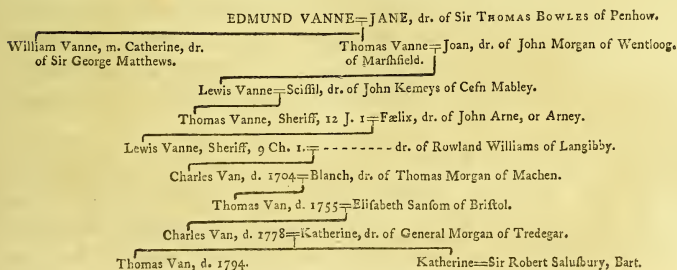 EDMUND VANNE=JANE, dr. of Sir THOMAS BOWLES of Penhow.
William Vanne, m. Catherine, dr. of Sir George Matthews.
Thomas Vanne=Joan, dr. of John Morgan of Wentloog.
of Marſhfield.
Lewis Vanne=Sciſſil, dr. of John Kemeys of Cefn Mabley.
Thomas Vanne, Sheriff, 12 J. 1=Fælix, dr. of John Arne, or Arney.
Lewis Vanne, Sheriff, 9 Ch. 1.= - - - - - - - - dr. of Rowland Williams of Langibby.
Charles Van, d. 1704=Blanch, dr. of Thomas Morgan of Machen.
Thomas Van, d. 1755=Eliſabeth Sanſom of Briſtol.
Charles Van, d. 1778=Katherine, dr. of General Morgan of Tredegar.
Thomas Van, d. 1794.
Katherine=Sir Robert Saluſbury, Bart.